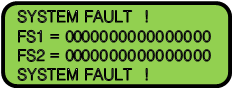 SYSTEM FAULT !
FS1 = 0000000000000000
FS2 = 0000000000000000
SYSTEM FAULT !